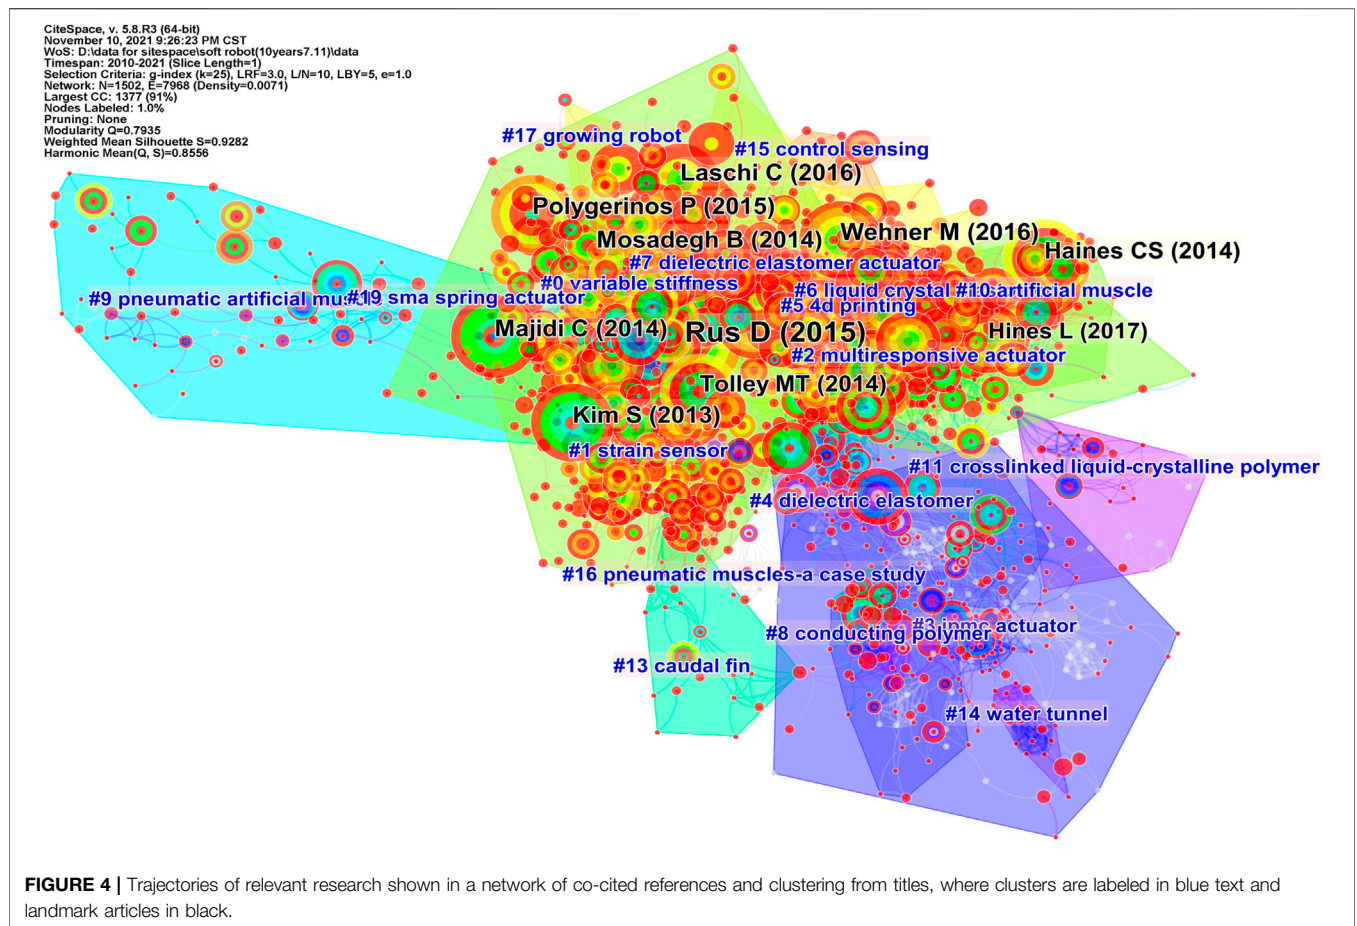 CiteSpace, v. 5.8.R3 (64-bit)
November 10, 2021 9:26:23 PM CST
WoS: D:\data for sitespace\soft robot(10years7.11)\data
Timespan: 2010-2021 (Slice Length=1)
Selection Criteria: g-index (k=25), LRF=3.0, L/N=10, LBY=5, e=1.0
Network: N=1502, E=7968 (Density=0.0071)
Largest CC: 1377 (91%)
Nodes Labeled: 1.0%
Pruning: None
Modularity Q=0.7935
Weighted Mean Silhouette S=0.9282
Harmonic Mean(Q, S)=0.8556
#17 growing robot
#15 control sensing
Laschi C (2016)
Polygerinos P (2015)
Mosadegh B (2014)
Wehner M (2016)
Haines CS (2014)
#7 dielectric elastomer actuator
#0 variable stiffness
#6 liquid crystal
#10 artificial muscle
#9 pneumatic artificial
#19 sma spring actuator
#5 4d printing
Majidi C (2014)
Rus D (2015)
Hines L (2017)
#2 multiresponsive actuator
Tolley MT (2014)
Kim S (2013)
#1 strain sensor
#11 crosslinked liquid-crystalline polymer
#4 dielectric elastomer
#16 pneumatic muscles-a case study
#3 ipmc actuator
#8 conducting polymer
#13 caudal fin
#14 water tunnel
FIGURE 4 | Trajectories of relevant research shown in a network of co-cited references and clustering from titles, where clusters are labeled in blue text and
landmark articles in black.